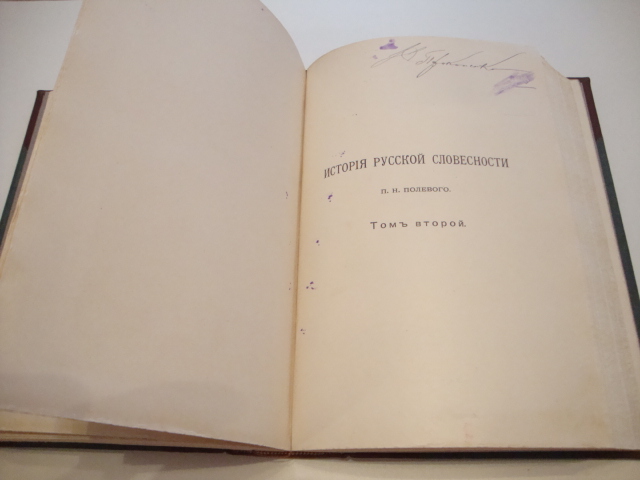 ИСТОРІЯ РУССКОЙ СЛОВЕСНОСТИ
П. Н. ПОЛЕВОГО.
Томъ второй.